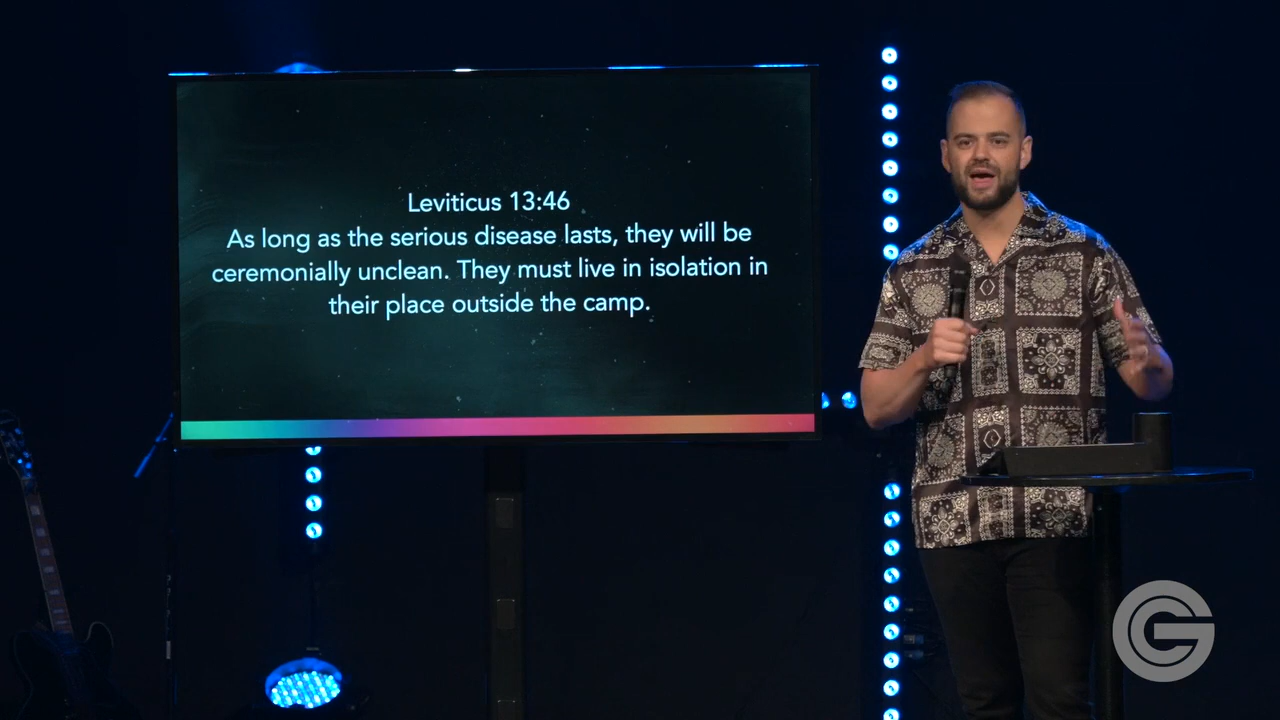 Leviticus 13:46
As long as the serious disease lasts, they will be
ceremonially unclean. They must live in isolation in
their place outside the camp.